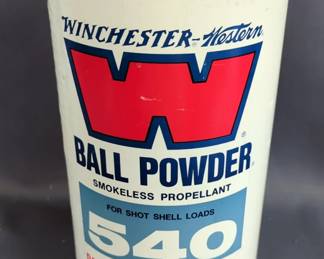 WINCHESTER-Western
W
®
BALL POWDER®
SMOKELESS PROPELLANT
FOR SHOT SHELL LOADS
540